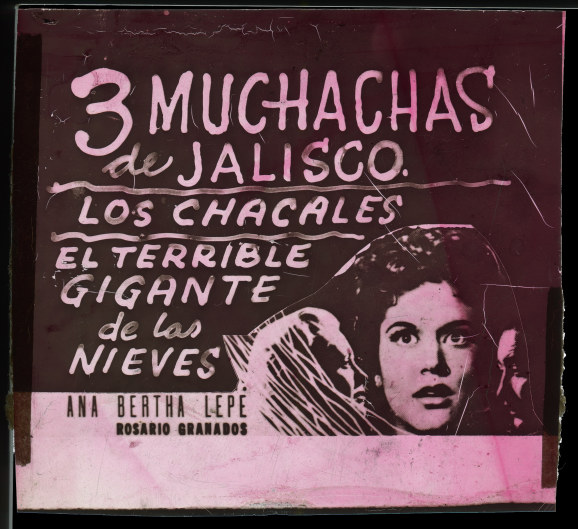 3 MUCHACHAS
de JALISCO.
LOS CHACALES
EL TERRIBLE
GIGANTE
de las
NIEVES
ANA BERTHA LEPE
ROSARIO GRANADOS